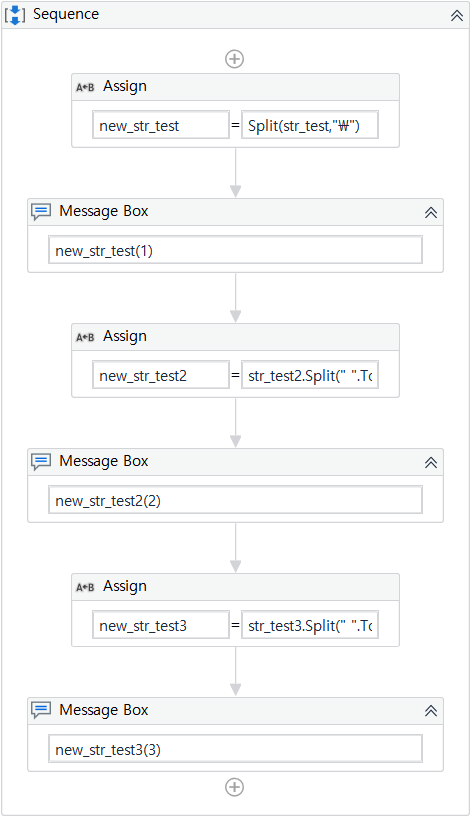 Sequence
A←B Assign
new_str_test = Split(str_test,"₩")
Message Box
new_str_test(1)
A←B Assign
new_str_test2 = str_test2.Split(" ".To
Message Box
new_str_test2(2)
A←B Assign
new_str_test3 = str_test3.Split(" ".To
Message Box
new_str_test3(3)